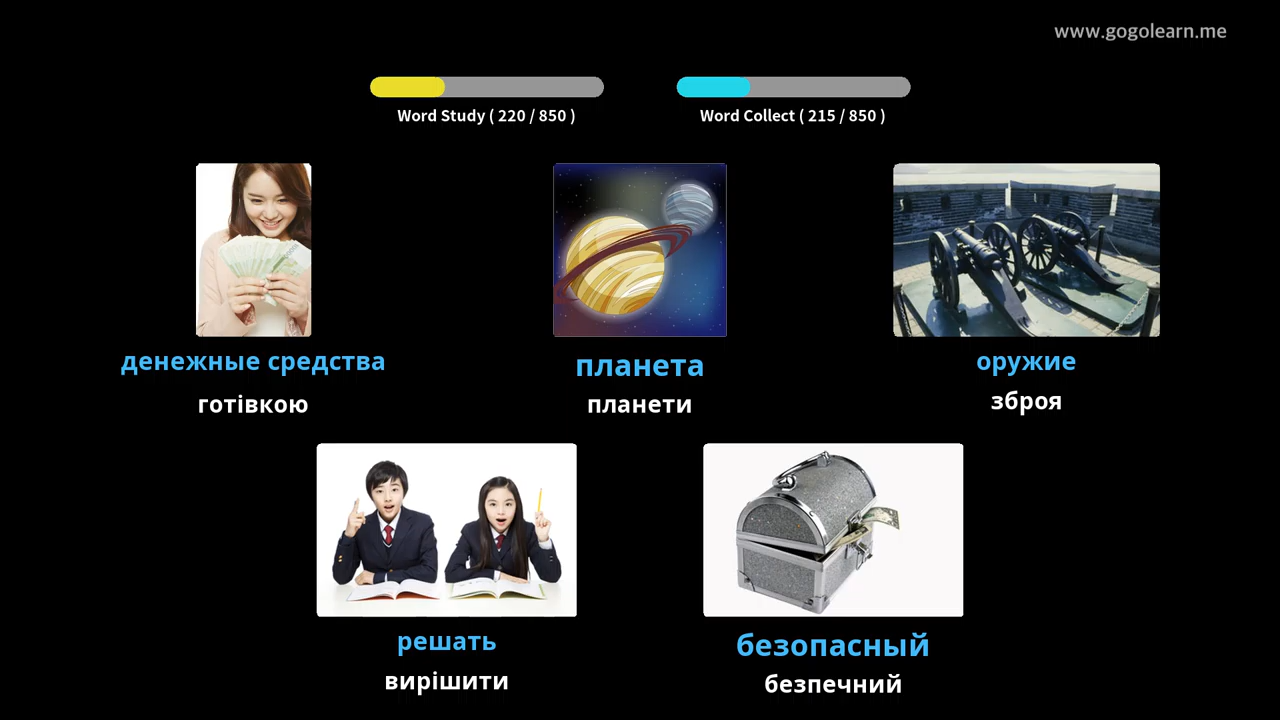 www.gogolearn.me
Word Study ( 220 / 850 )
Word Collect ( 215 / 850 )
денежные средства
готівкою
планета
планети
оружие
зброя
решать
вирішити
безопасный
безпечний